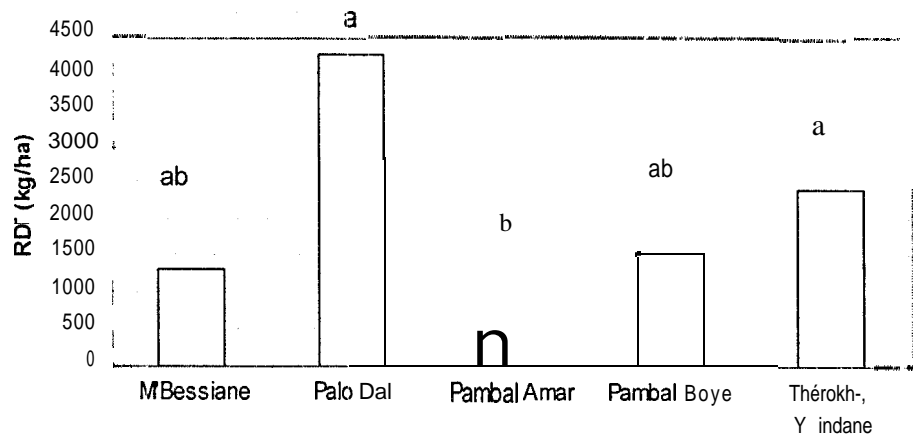 a
4500
4000
3500
3000
2500
2000
1500
1000
500
0
RDT (kg/ha)
ab
b
ab
a
n
M'Bessiane
Palo Dal
Pambal Amar
Pambal Boye
Thérokh-,
Y indane